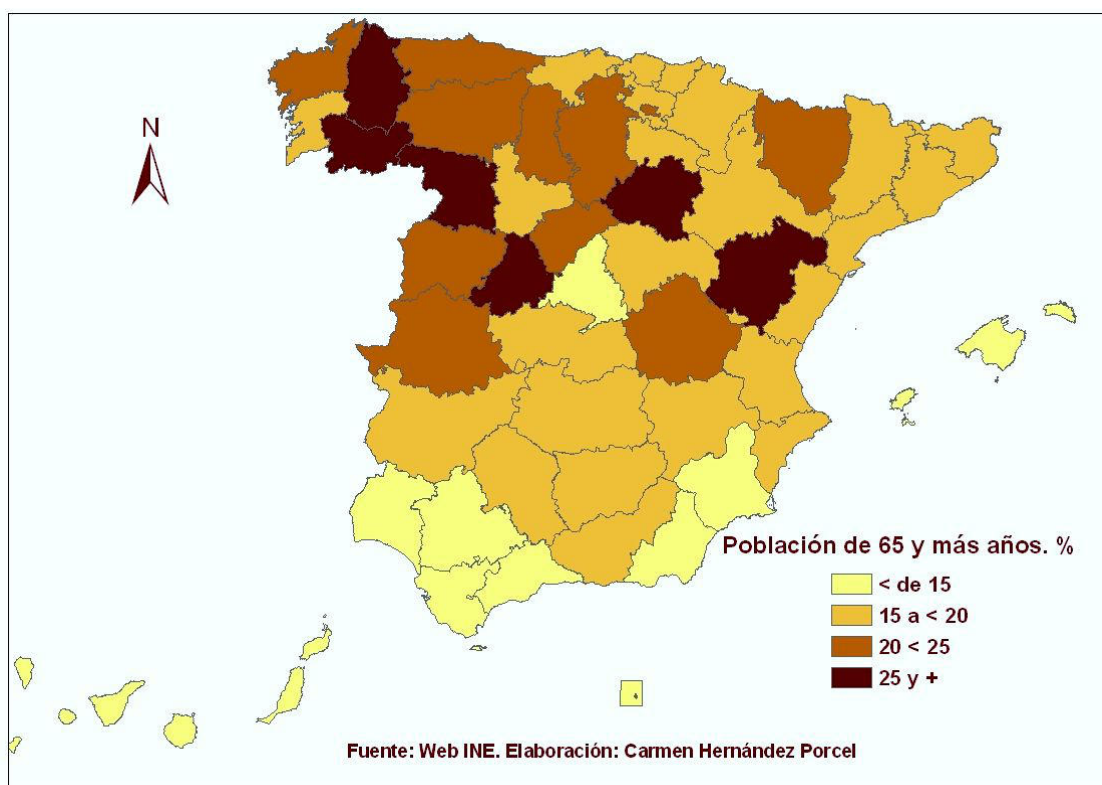 N
Población de 65 y más años. %
< de 15
15 a < 20
20 < 25
25 y +
Fuente: Web INE. Elaboración: Carmen Hernández Porcel